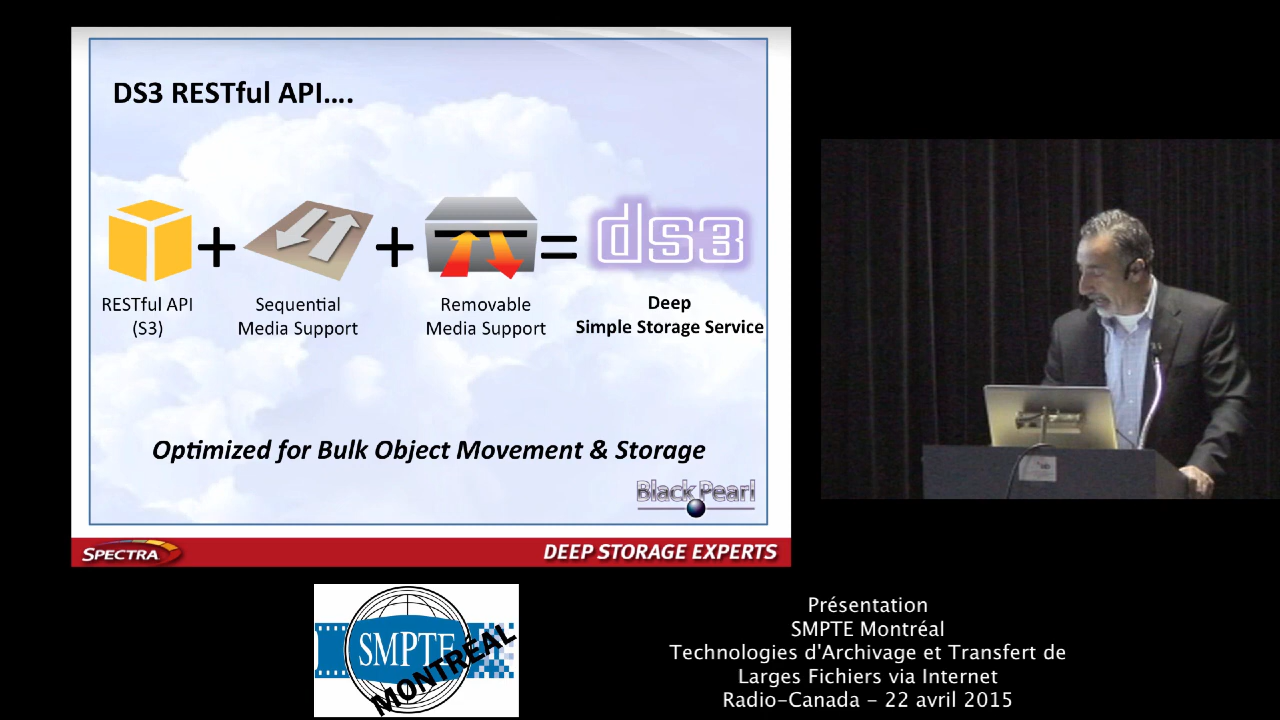 DS3 RESTful API....
RESTful API
(S3)
Sequential
Media Support
Removable
Media Support
ds3
Deep
Simple Storage Service
Optimized for Bulk Object Movement & Storage
BlackPearl
SPECTRA
DEEP STORAGE EXPERTS
SMPTE
MONTRÉAL
Présentation
SMPTE Montréal
Technologies d'Archivage et Transfert de
Larges Fichiers via Internet
Radio-Canada - 22 avril 2015